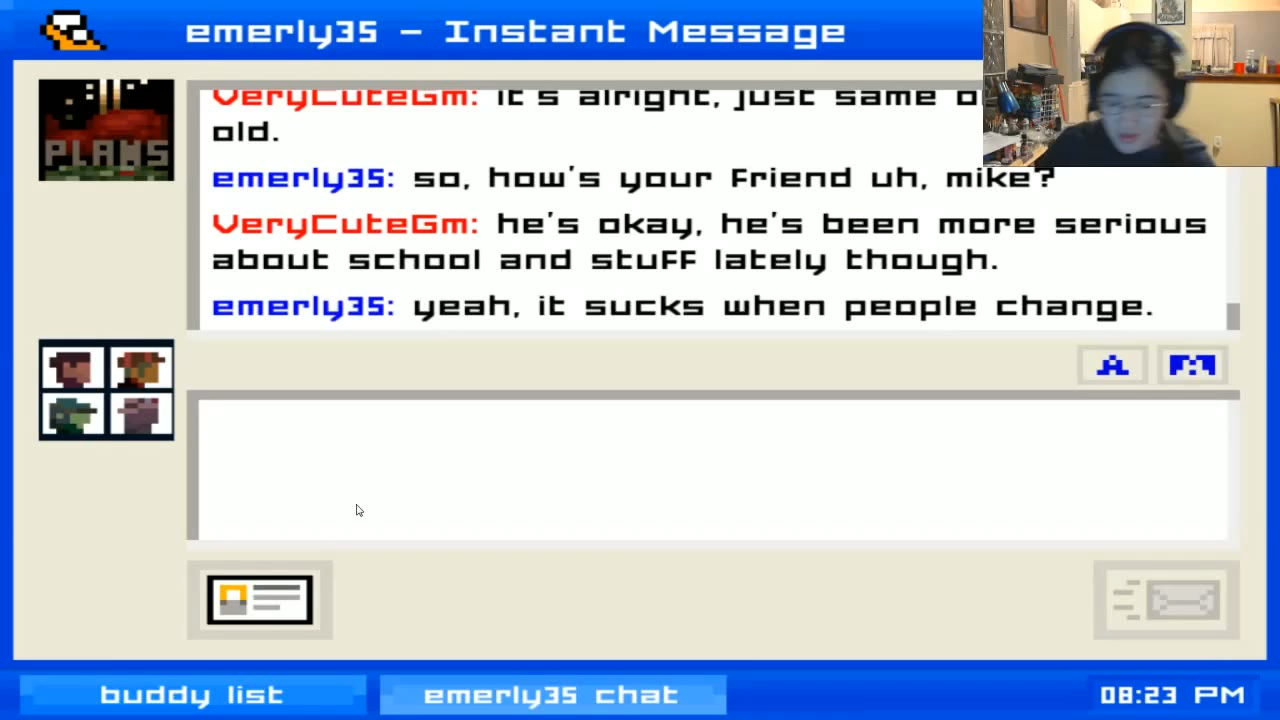 emerly35 - Instant Message
VeryCuteGm: it's alright, just same
old.
emerly35: so, how's your Friend uh, mike?
VeryCuteGm: he's okay, he's been more serious
about school and stuFF lately though.
emerly35: yeah, it sucks when people change.
PLAWS
A
buddy list
emerly35 chat
08:23 PM